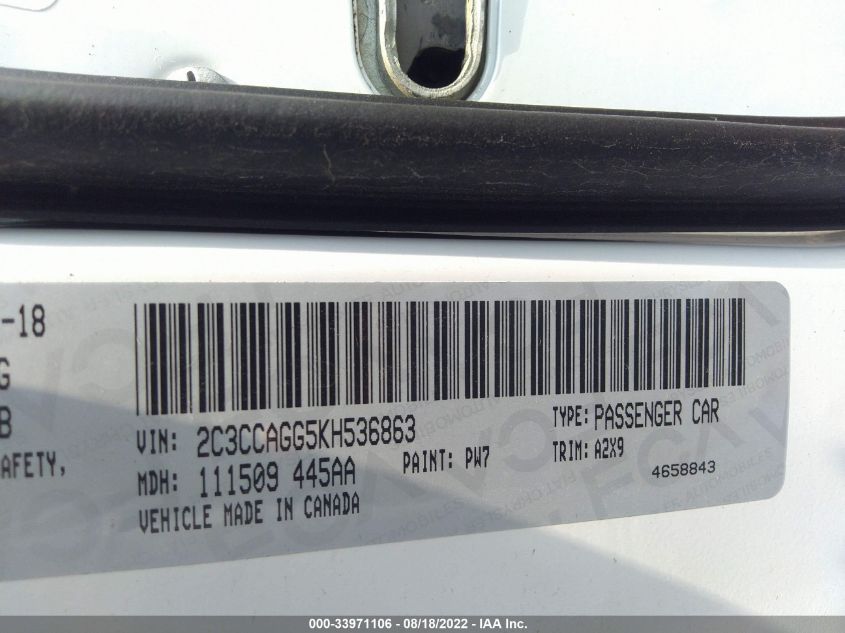 -18
G
B
AFETY,
VIN: 2C3CCAGG5KH536863
TYPE: PASSENGER CAR
MDH: 111509 445AA
PAINT: PW7
TRIM: A2X9
VEHICLE MADE IN CANADA
4658843
000-33971106 - 08/18/2022 - IAA Inc.